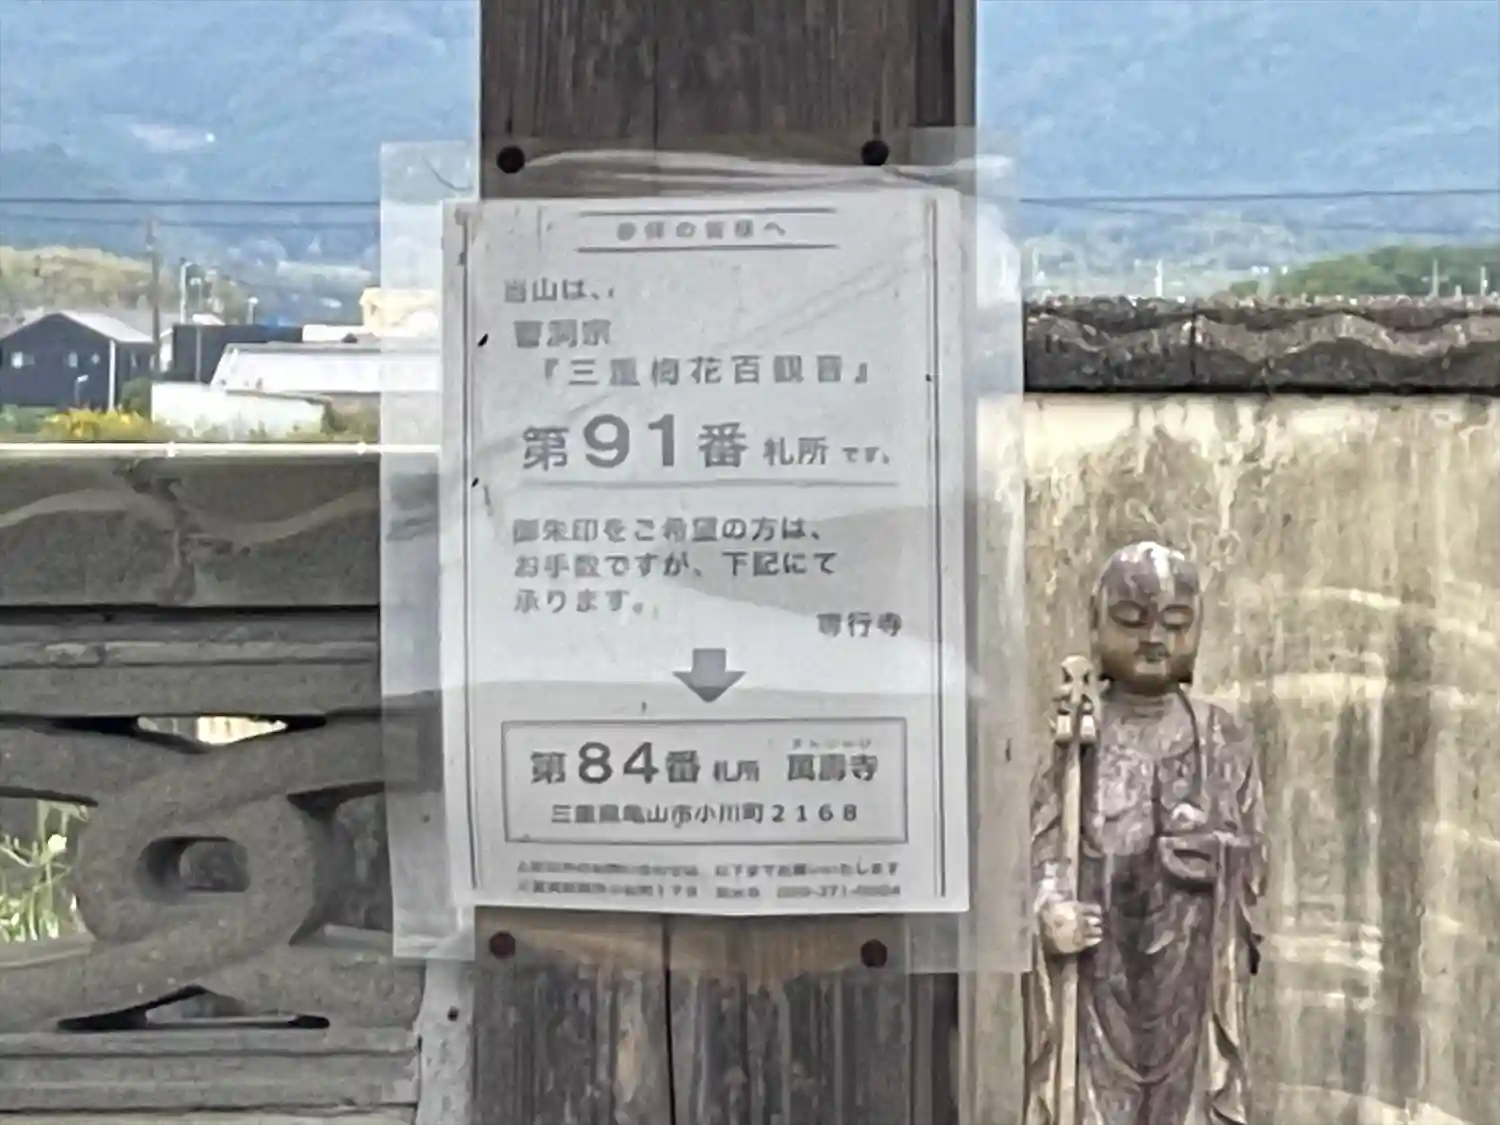 参拝の皆様へ
当山は、
曹洞宗
『三重梅花百観音』
第91番 札所 です。
御朱印をご希望の方は、
お手数ですが、下記にて
承ります。
専行寺
第84番 札所 萬壽寺
三重県亀山市小川町2168